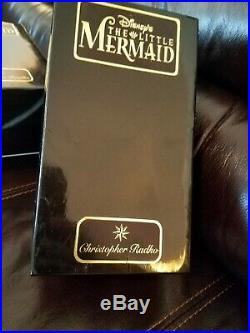 Disney's
THE LITTLE
MERMAID
Christopher Radko